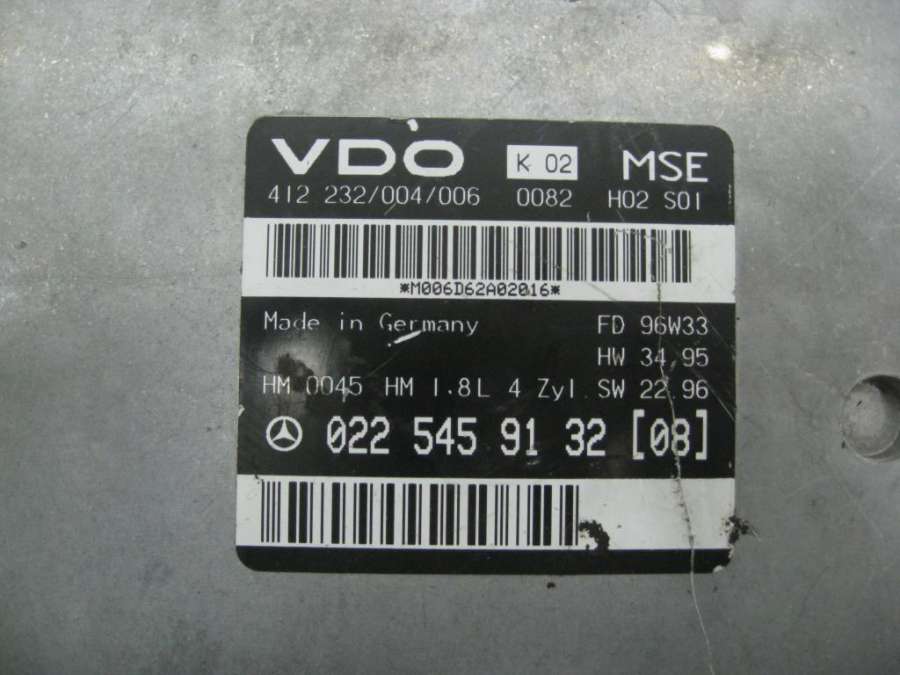 VDO K 02 MSE
412 232/004/006 0082 H02 S01
*M006D62A02016*
Made in Germany FD 96W33
HW 34.95
HM 0045 HM 1.8L 4 Zyl. SW 22.96
022 545 91 32 [08]